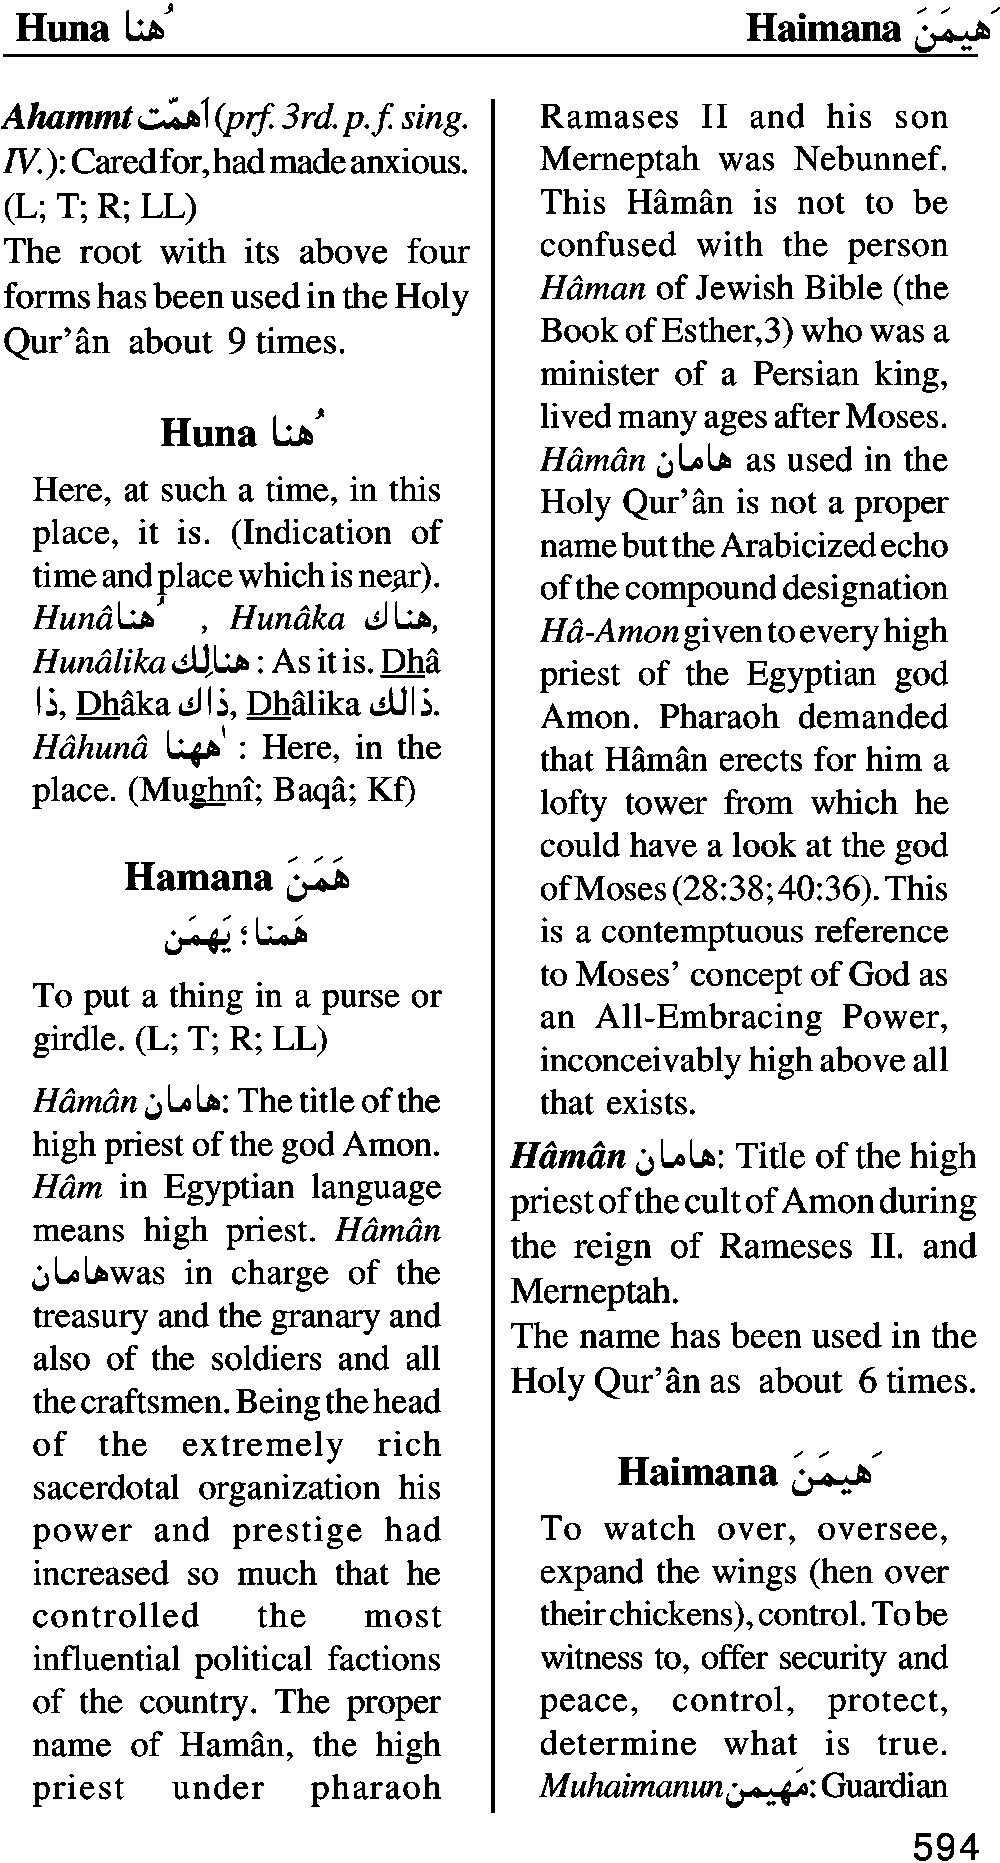 Huna هُنا
Haimana هَيمَنَ
Ahammt اَهمّت (prf. 3rd. p. f. sing.
IV.): Cared for, had made anxious.
(L; T; R; LL)
The root with its above four
forms has been used in the Holy
Qur’ân about 9 times.
Huna هُنا
Here, at such a time, in this
place, it is. (Indication of
time and place which is near).
Hunâ هُنا , Hunâka هناَك,
Hunâlika هنالِك : As it is. Dhâ
ذا, Dhâka ذاك, Dhâlika ذالك.
Hâhunâ ههٰنا : Here, in the
place. (Mughnî; Baqâ; Kf)
Hamana هَمَنَ
هَمنا؛ يَهمَن
To put a thing in a purse or
girdle. (L; T; R; LL)
Hâmân هامان: The title of the
high priest of the god Amon.
Hâm in Egyptian language
means high priest. Hâmân
هامان was in charge of the
treasury and the granary and
also of the soldiers and all
the craftsmen. Being the head
of the extremely rich
sacerdotal organization his
power and prestige had
increased so much that he
controlled the most
influential political factions
of the country. The proper
name of Hamân, the high
priest under pharaoh
Ramases II and his son
Merneptah was Nebunnef.
This Hâmân is not to be
confused with the person
Hâman of Jewish Bible (the
Book of Esther,3) who was a
minister of a Persian king,
lived many ages after Moses.
Hâmân هامان as used in the
Holy Qur’ân is not a proper
name but the Arabicized echo
of the compound designation
Hâ-Amon given to every high
priest of the Egyptian god
Amon. Pharaoh demanded
that Hâmân erects for him a
lofty tower from which he
could have a look at the god
of Moses (28:38; 40:36). This
is a contemptuous reference
to Moses’ concept of God as
an All-Embracing Power,
inconceivably high above all
that exists.
Hâmân هامان: Title of the high
priest of the cult of Amon during
the reign of Rameses II. and
Merneptah.
The name has been used in the
Holy Qur’ân as about 6 times.
Haimana هَيمَنَ
To watch over, oversee,
expand the wings (hen over
their chickens), control. To be
witness to, offer security and
peace, control, protect,
determine what is true.
Muhaimanun مَهيمن: Guardian
594